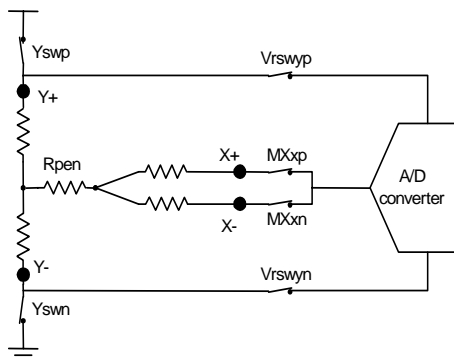 Yswp
Vrswyp
Y+
Rpen
X+
MXxp
A/D
converter
X-
MXxn
Y-
Vrswyn
Yswn